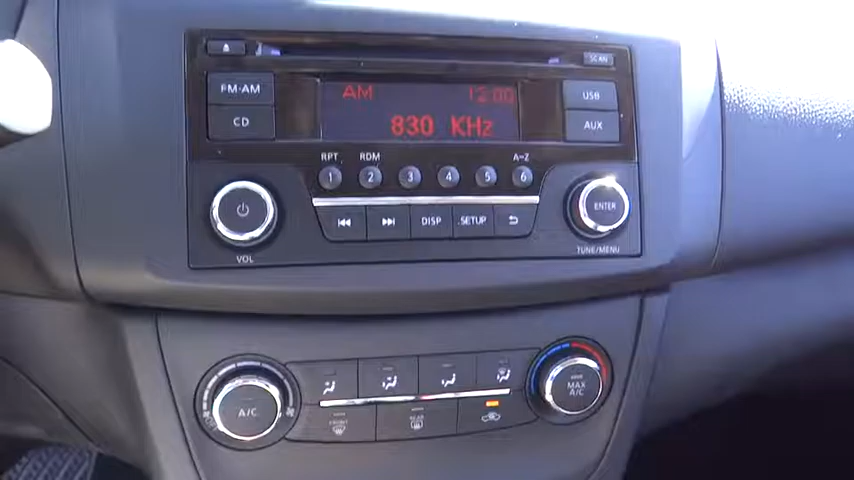 SCAN
FM·AM
AM
12:00
USB
CD
830 KHz
AUX
RPT
RDM
A-Z
1
2
3
4
5
6
ENTER
DISP
SETUP
VOL
TUNE/MENU
A/C
MAX
A/C
FRONT
REAR